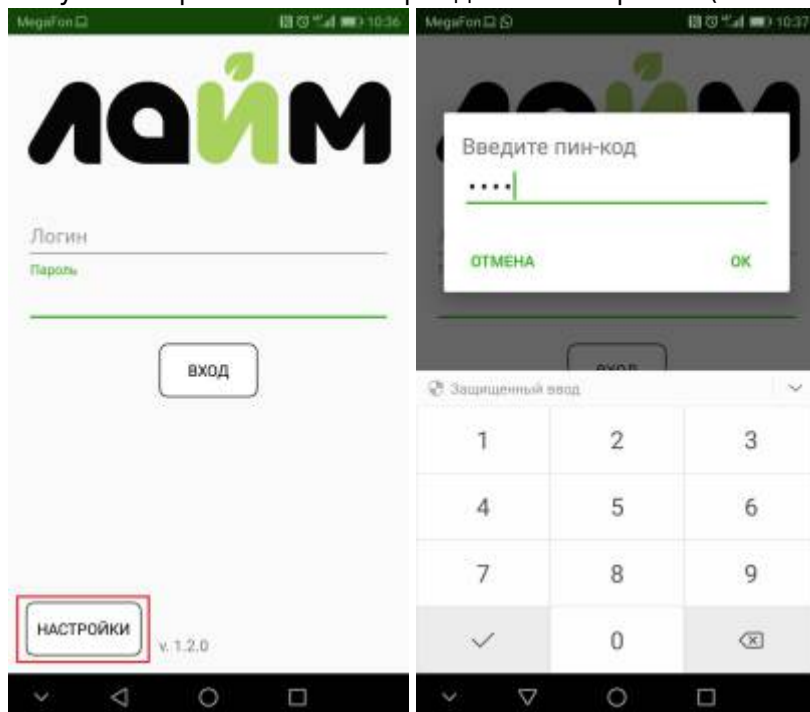 MegaFon 10:36
лайм
Логин
Пароль
ВХОД
НАСТРОЙКИ
v. 1.2.0
MegaFon 10:37
Введите пин-код
••••
ОТМЕНА
ОК
Защищенный ввод
1 2 3
4 5 6
7 8 9
0